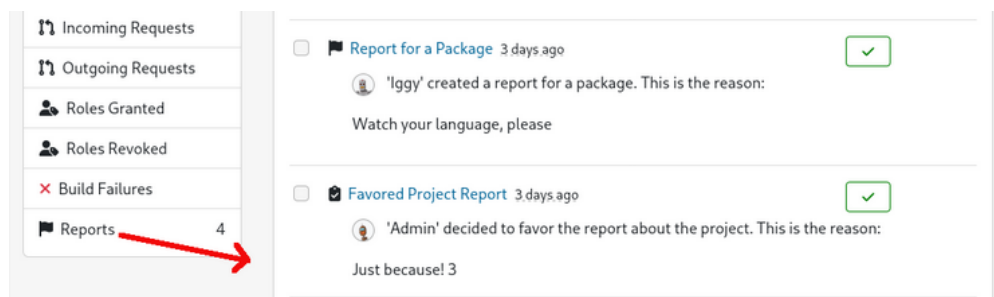 Incoming Requests
Outgoing Requests
Roles Granted
Roles Revoked
Build Failures
Reports 4
Report for a Package 3 days ago
'Iggy' created a report for a package. This is the reason:
Watch your language, please
Favored Project Report 3 days ago
'Admin' decided to favor the report about the project. This is the reason:
Just because! 3